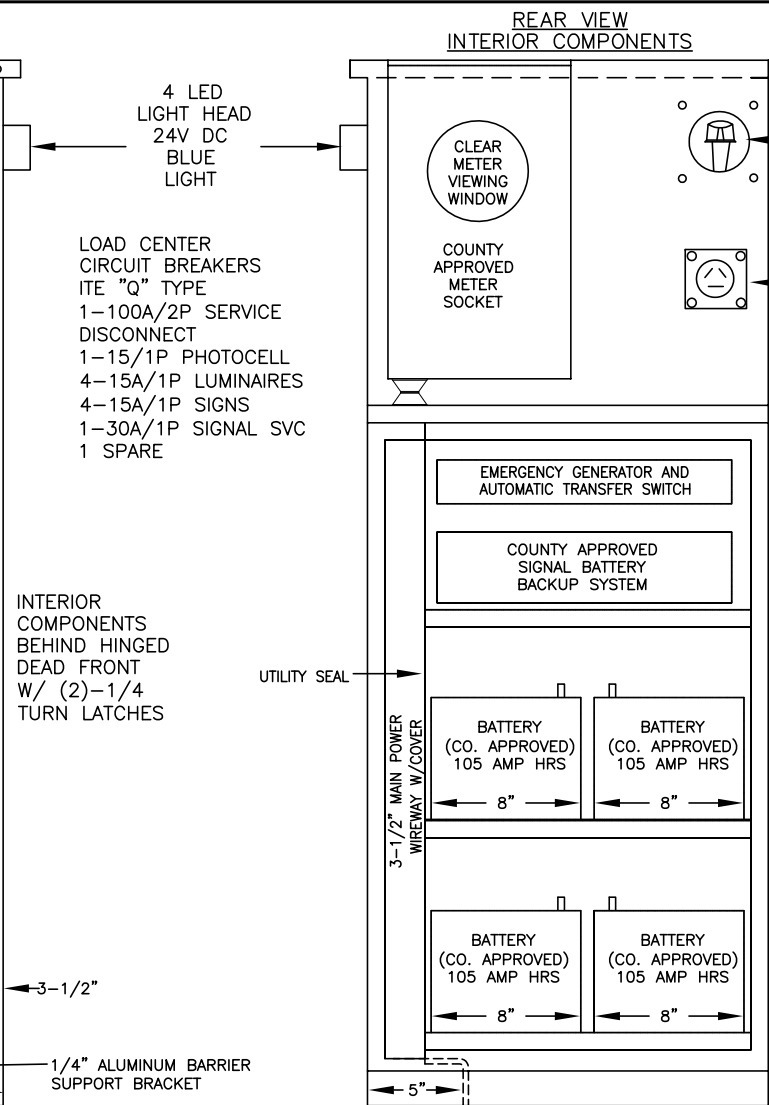 REAR VIEW
INTERIOR COMPONENTS
4 LED
LIGHT HEAD
24V DC
BLUE
LIGHT
CLEAR
METER
VIEWING
WINDOW
COUNTY
APPROVED
METER
SOCKET
LOAD CENTER
CIRCUIT BREAKERS
ITE "Q" TYPE
1-100A/2P SERVICE
DISCONNECT
1-15/1P PHOTOCELL
4-15A/1P LUMINAIRES
4-15A/1P SIGNS
1-30A/1P SIGNAL SVC
1 SPARE
EMERGENCY GENERATOR AND
AUTOMATIC TRANSFER SWITCH
COUNTY APPROVED
SIGNAL BATTERY
BACKUP SYSTEM
INTERIOR
COMPONENTS
BEHIND HINGED
DEAD FRONT
W/ (2)-1/4
TURN LATCHES
UTILITY SEAL
3-1/2" MAIN POWER
WIREWAY W/COVER
BATTERY
(CO. APPROVED)
105 AMP HRS
8"
BATTERY
(CO. APPROVED)
105 AMP HRS
8"
BATTERY
(CO. APPROVED)
105 AMP HRS
8"
BATTERY
(CO. APPROVED)
105 AMP HRS
8"
3-1/2"
1/4" ALUMINUM BARRIER
SUPPORT BRACKET
5"